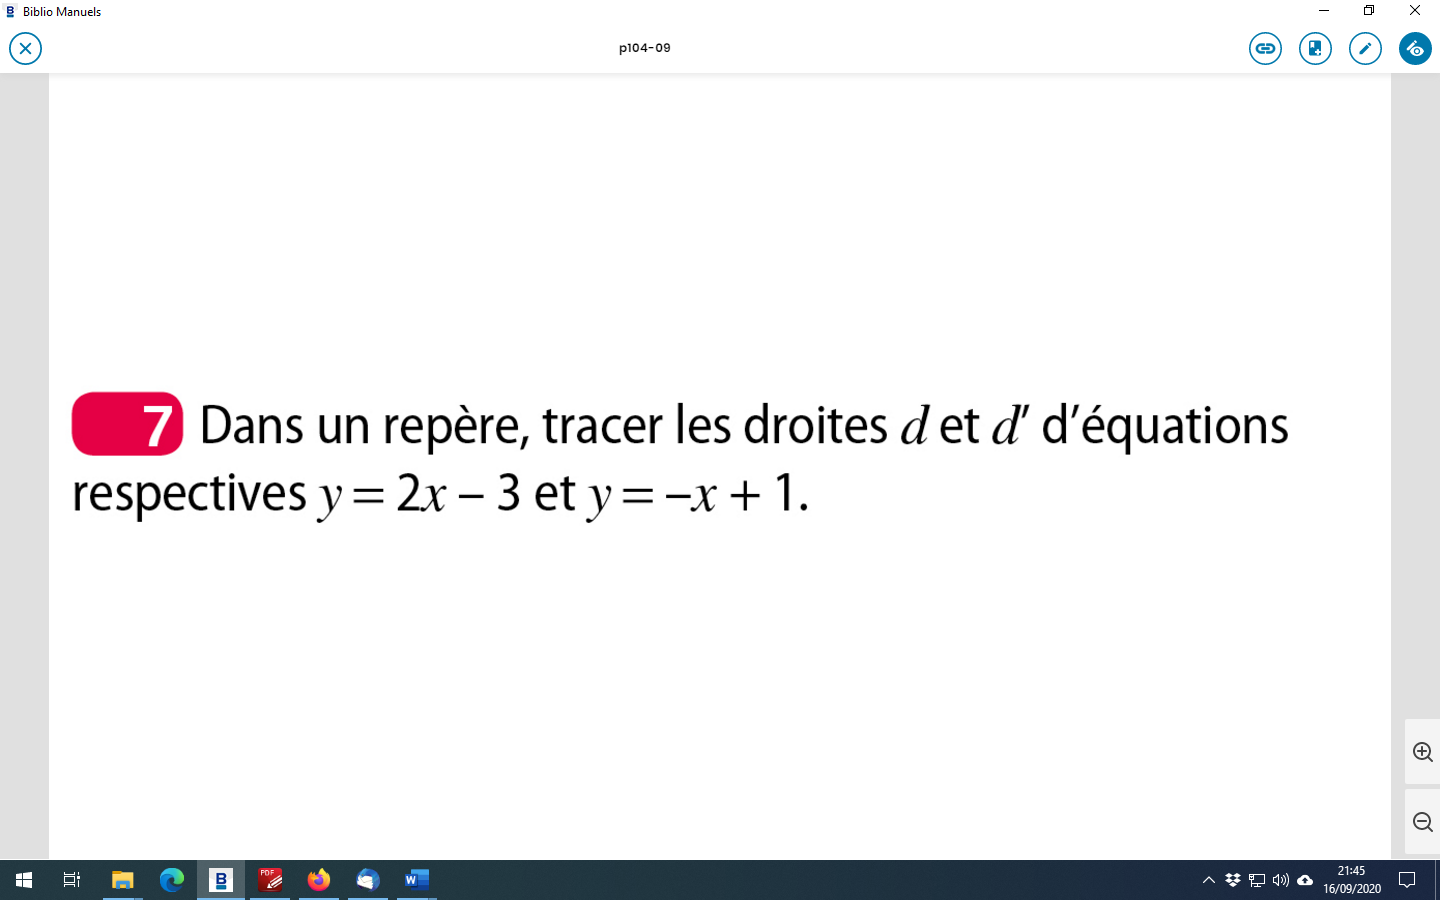 Biblio Manuels
p104-09
7 Dans un repère, tracer les droites d et d′ d’équations
respectives y = 2x – 3 et y = –x + 1.
PDF
21:45
16/09/2020